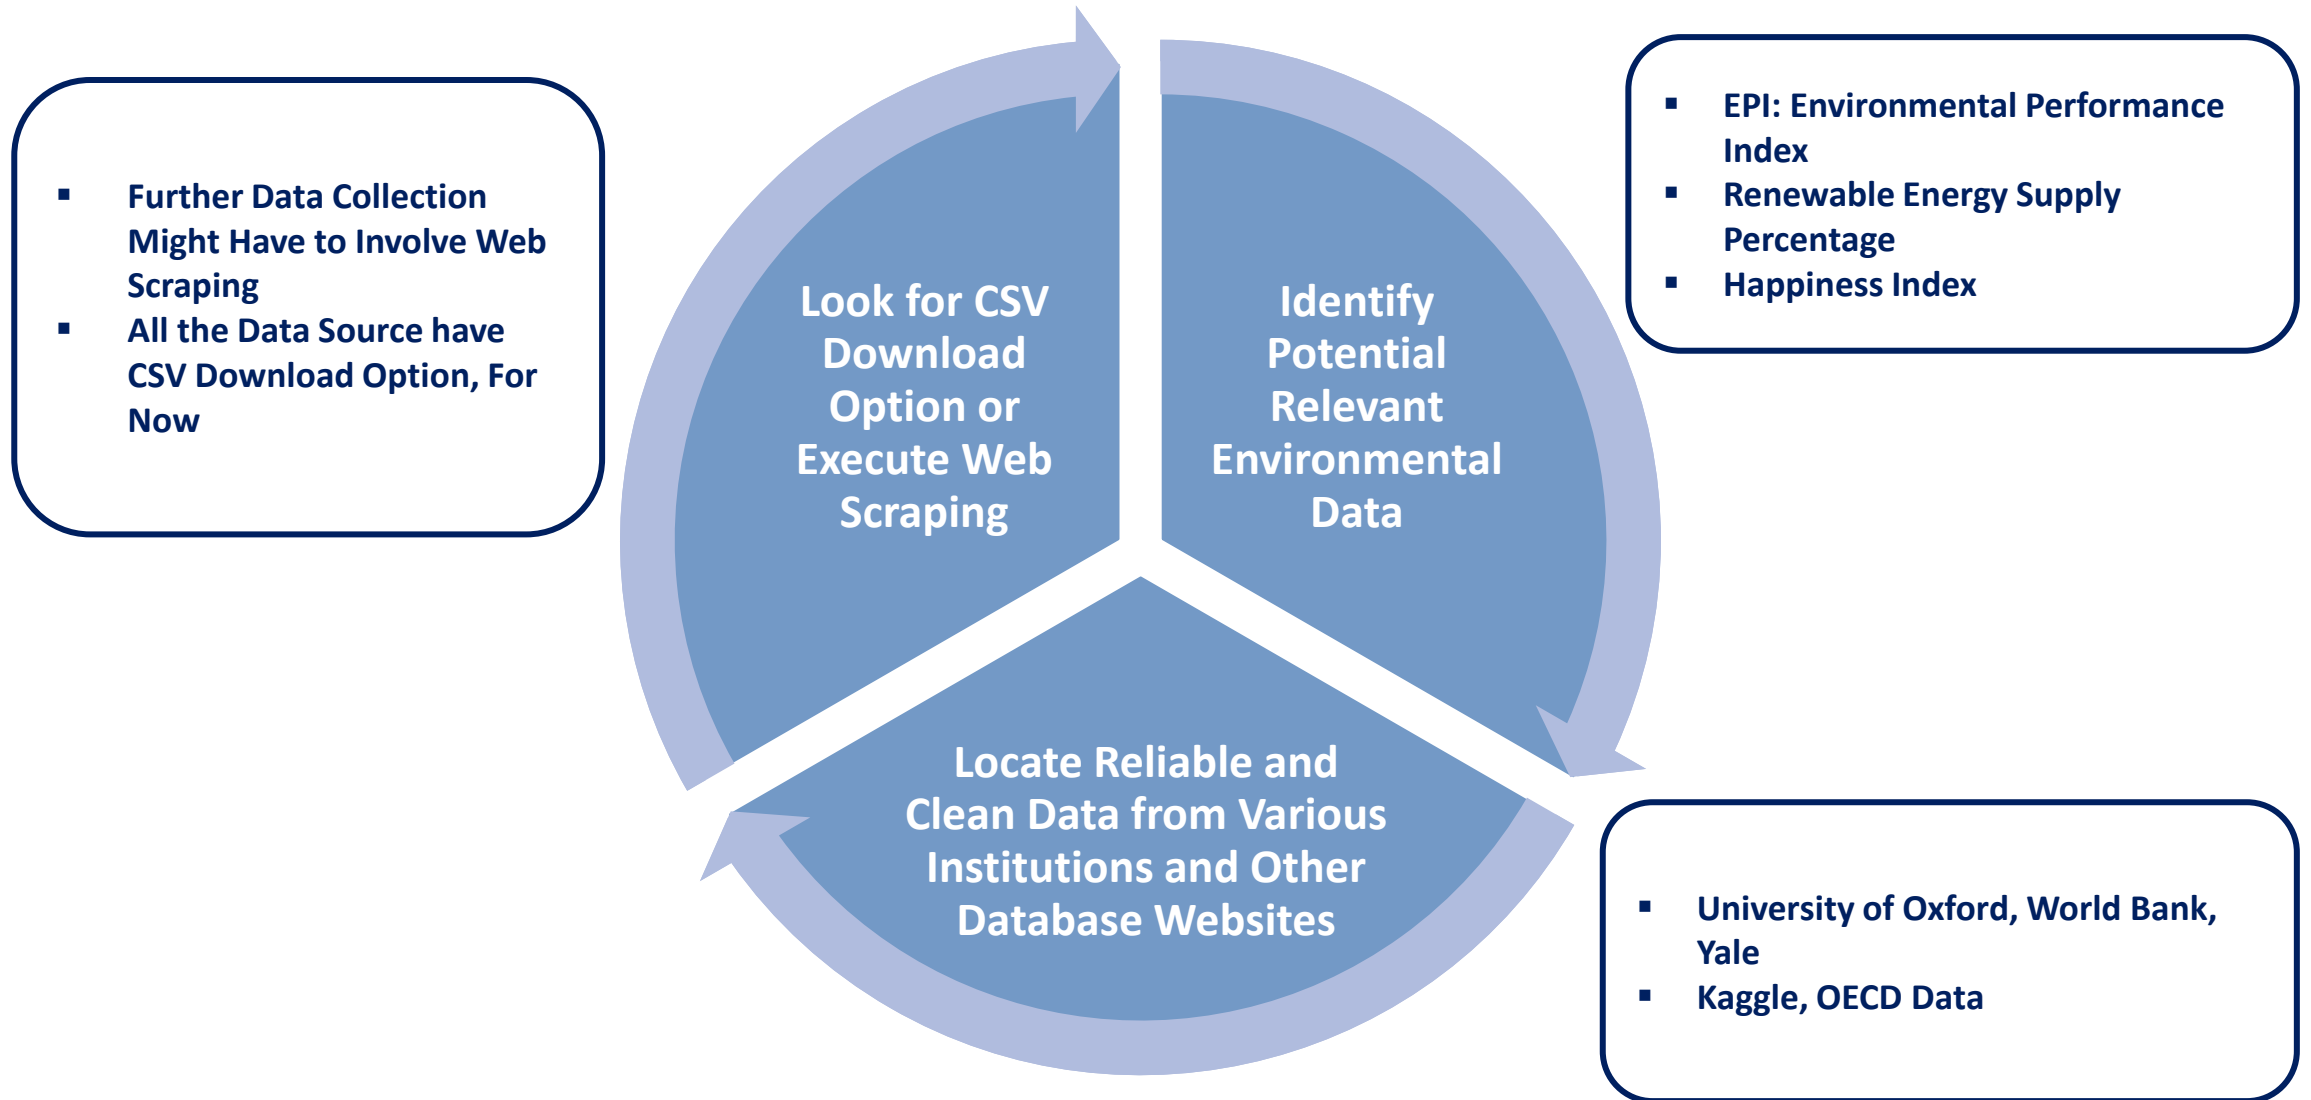 ▪ Further Data Collection
Might Have to Involve Web
Scraping
▪ All the Data Source have
CSV Download Option, For
Now
Look for CSV
Download
Option or
Execute Web
Scraping
Identify
Potential
Relevant
Environmental
Data
▪ EPI: Environmental Performance
Index
▪ Renewable Energy Supply
Percentage
▪ Happiness Index
Locate Reliable and
Clean Data from Various
Institutions and Other
Database Websites
▪ University of Oxford, World Bank,
Yale
▪ Kaggle, OECD Data